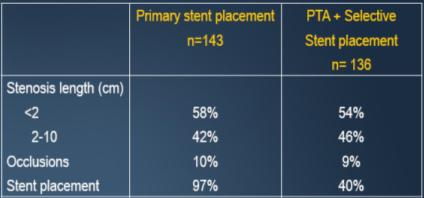 Primary stent placement PTA + Selective
n=143 Stent placement
n= 136
Stenosis length (cm)
<2 58% 54%
2-10 42% 46%
Occlusions 10% 9%
Stent placement 97% 40%